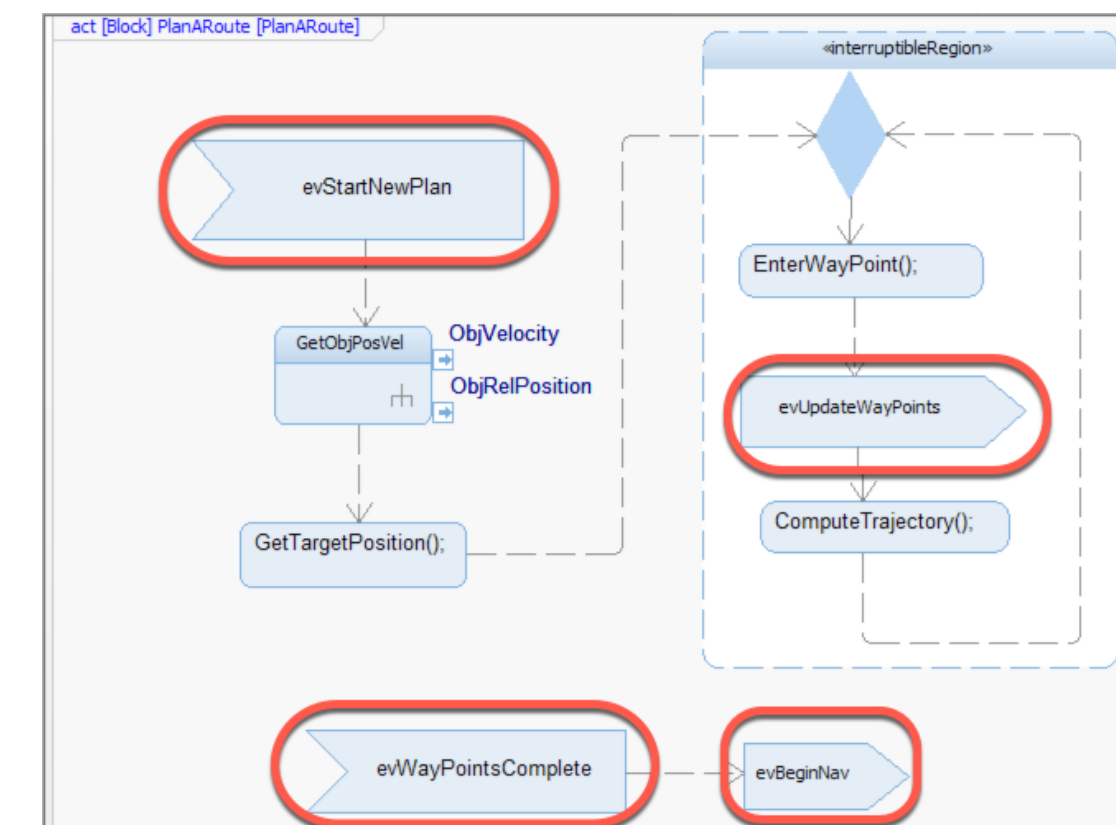 act [Block] PlanARoute [PlanARoute]
«interruptibleRegion»
evStartNewPlan
EnterWayPoint();
GetObjPosVel
ObjVelocity
ObjRelPosition
evUpdateWayPoints
GetTargetPosition();
ComputeTrajectory();
evWayPointsComplete
evBeginNav